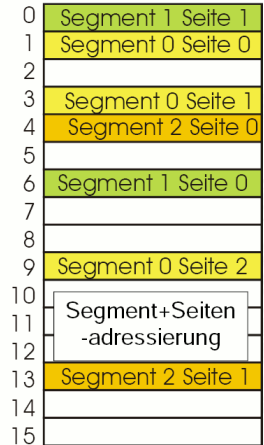 0 Segment 1 Seite 1
1 Segment 0 Seite 0
2
3 Segment 0 Seite 1
4 Segment 2 Seite 0
5
6 Segment 1 Seite 0
7
8
9 Segment 0 Seite 2
10
Segment+Seiten
11
-adressierung
12
13 Segment 2 Seite 1
14
15